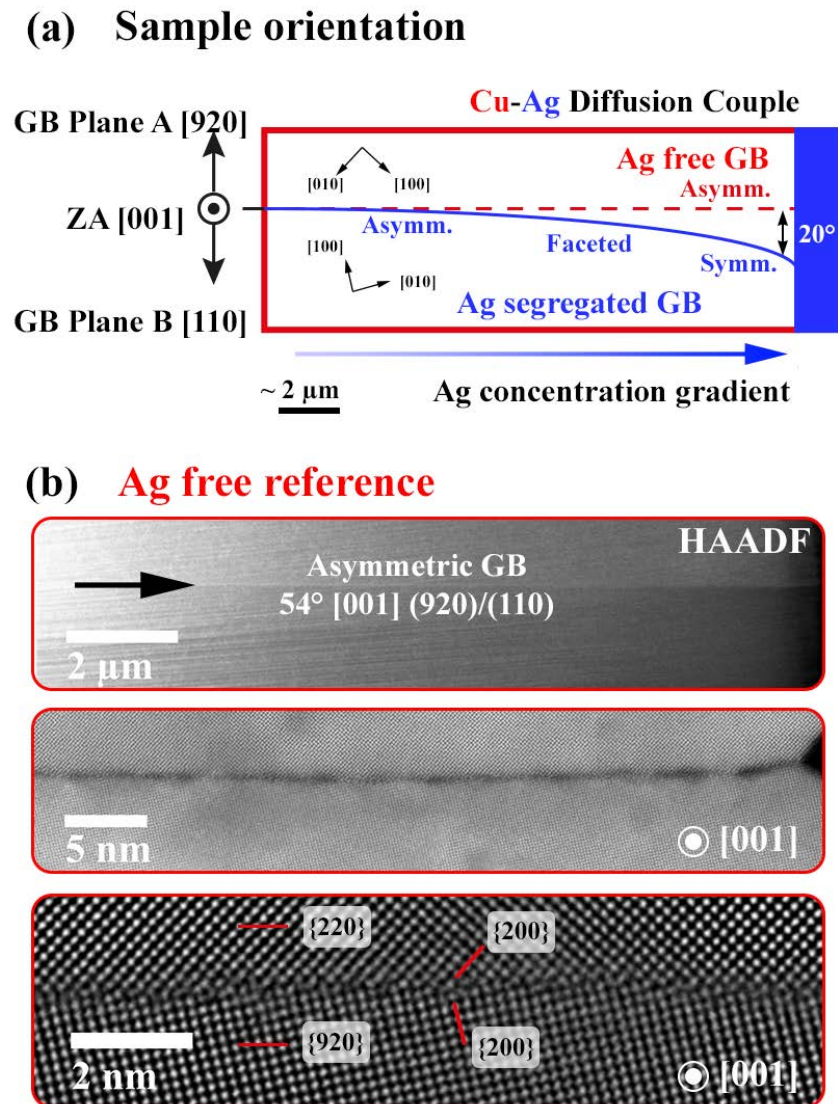 (a) Sample orientation
Cu-Ag Diffusion Couple
GB Plane A [920]
Ag free GB
[010] [100]
Asymm.
ZA [001]
Asymm.
20°
Faceted
[100]
Symm.
[010]
Ag segregated GB
GB Plane B [110]
~ 2 µm
Ag concentration gradient
(b) Ag free reference
HAADF
Asymmetric GB
54° [001] (920)/(110)
2 µm
5 nm
[001]
{220} {200}
{920} {200}
2 nm
[001]